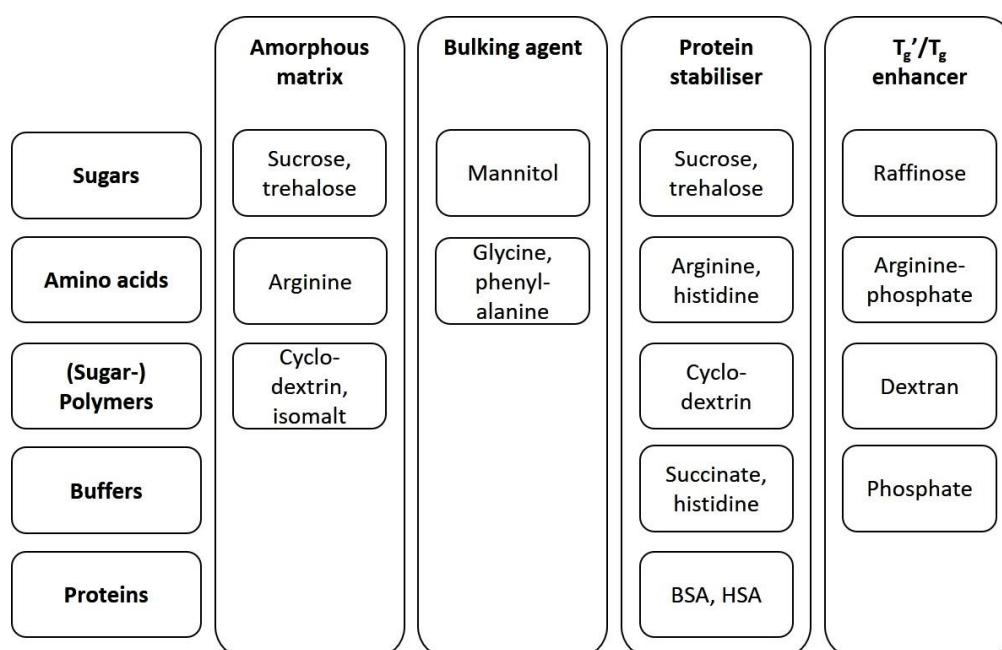 Amorphous
matrix
Bulking agent
Protein
stabiliser
Tg’/Tg
enhancer
Sugars
Sucrose,
trehalose
Mannitol
Sucrose,
trehalose
Raffinose
Amino acids
Arginine
Glycine,
phenyl-
alanine
Arginine,
histidine
Arginine-
phosphate
(Sugar-)
Polymers
Cyclo-
dextrin,
isomalt
Cyclo-
dextrin
Dextran
Buffers
Succinate,
histidine
Phosphate
Proteins
BSA, HSA